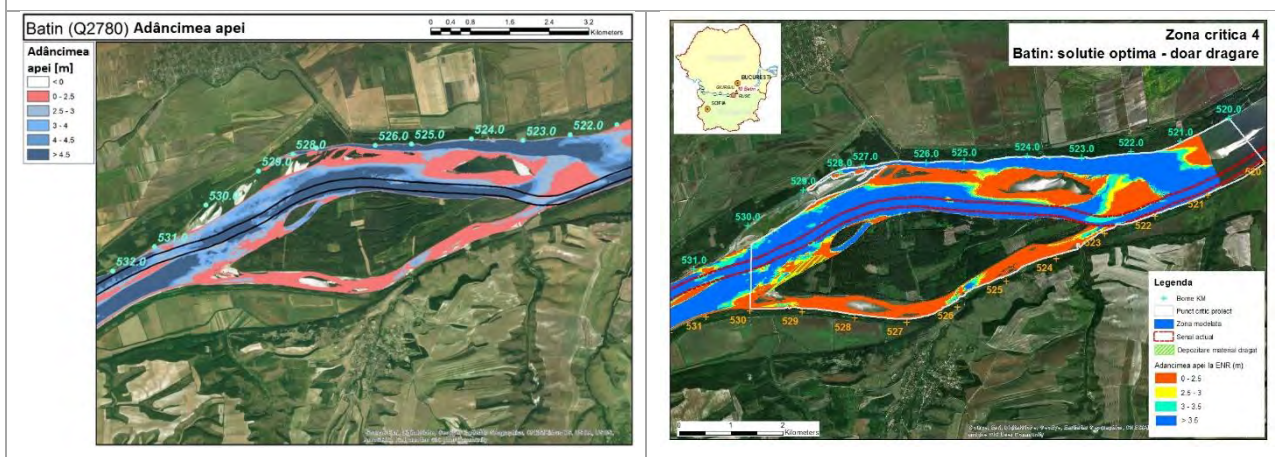 Batin (Q2780) Adâncimea apei
0 0.4 0.8 1.6 2.4 3.2
Kilometers
Adâncimea
apei [m]
< 0
0 - 2.5
2.5 - 3
3 - 4
4 - 4.5
> 4.5
532.0
531.0
530.0
529.0
528.0
526.0
525.0
524.0
523.0
522.0
Zona critica 4
Batin: solutie optima - doar dragare
BUCURESTI
GIURGIU
RUSE
SOFIA
531.0
530.0
529.0
528.0
527.0
526.0
525.0
524.0
523.0
522.0
521.0
520.0
531
530
529
528
527
526
525
524
523
522
521
520
Legenda
Borne KM
Punct critic proiect
Zona modelata
Senal actual
Depozitare material dragat
Adancimea apei la ENR (m)
0 - 2.5
2.5 - 3
3 - 3.5
> 3.5
0 1 2
Kilometers